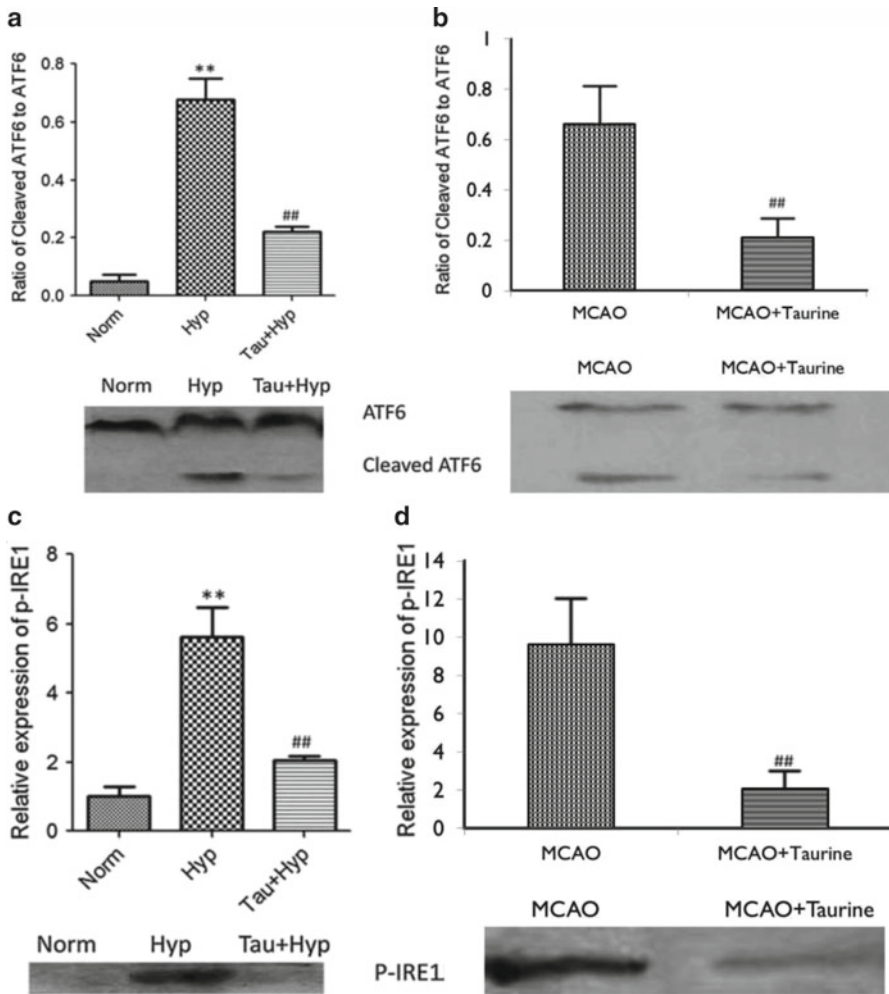 a
Ratio of Cleaved ATF6 to ATF6
0.8
0.6
0.4
0.2
0.0
**
##
Norm
Hyp
Tau+Hyp
Norm Hyp Tau+Hyp
ATF6
Cleaved ATF6
b
Ratio of Cleaved ATF6 to ATF6
1
0.8
0.6
0.4
0.2
0
##
MCAO MCAO+Taurine
MCAO MCAO+Taurine
c
Relative expression of p-IRE1
8
6
4
2
0
**
##
Norm
Hyp
Tau+Hyp
Norm Hyp Tau+Hyp
P-IRE1
d
Relative expression of p-IRE1
14
12
10
8
6
4
2
0
##
MCAO MCAO+Taurine
MCAO MCAO+Taurine